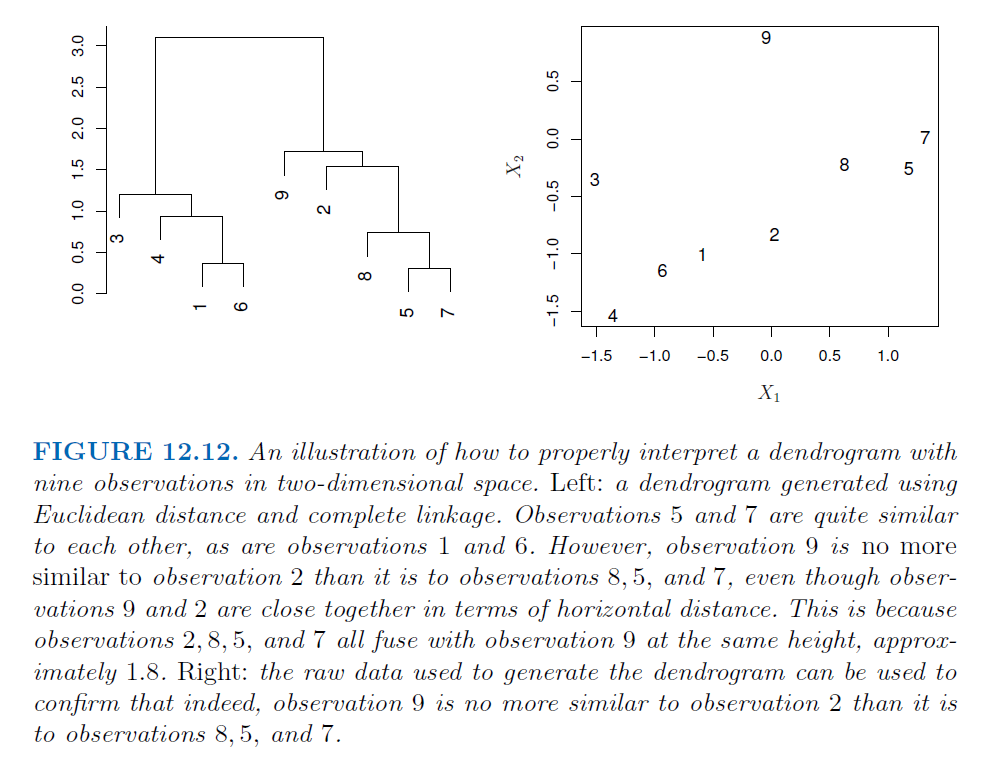 3.0
2.5
2.0
1.5
1.0
0.5
0.0
3
4
1
6
9
2
8
5
7
X₂
0.5
0.0
−0.5
−1.0
−1.5
9
7
8
5
3
2
1
6
4
−1.5 −1.0 −0.5 0.0 0.5 1.0
X₁
FIGURE 12.12. An illustration of how to properly interpret a dendrogram with
nine observations in two-dimensional space. Left: a dendrogram generated using
Euclidean distance and complete linkage. Observations 5 and 7 are quite similar
to each other, as are observations 1 and 6. However, observation 9 is no more
similar to observation 2 than it is to observations 8, 5, and 7, even though obser-
vations 9 and 2 are close together in terms of horizontal distance. This is because
observations 2, 8, 5, and 7 all fuse with observation 9 at the same height, approx-
imately 1.8. Right: the raw data used to generate the dendrogram can be used to
confirm that indeed, observation 9 is no more similar to observation 2 than it is
to observations 8, 5, and 7.